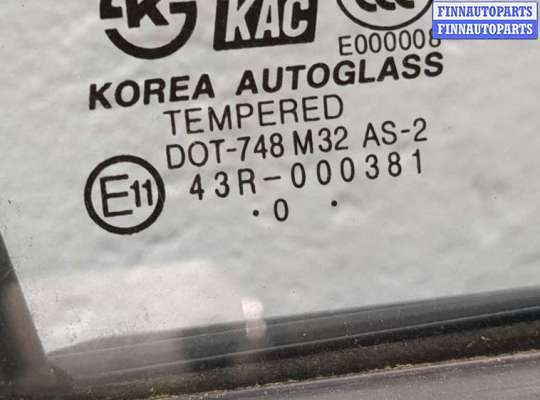 FINNAUTOPARTS
FINNAUTOPARTS
K
KAC
E000008
KOREA AUTOGLASS
TEMPERED
DOT-748 M32 AS-2
E11
43R-000381
. 0 .